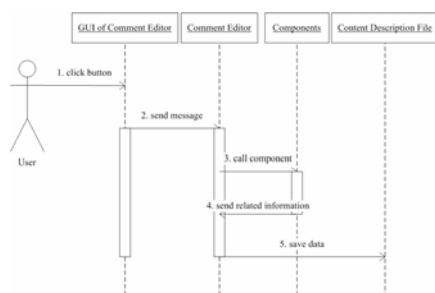 GUI of Comment Editor
Comment Editor
Components
Content Description File
1. click button
2. send message
3. call component
User
4. send related information
5. save data